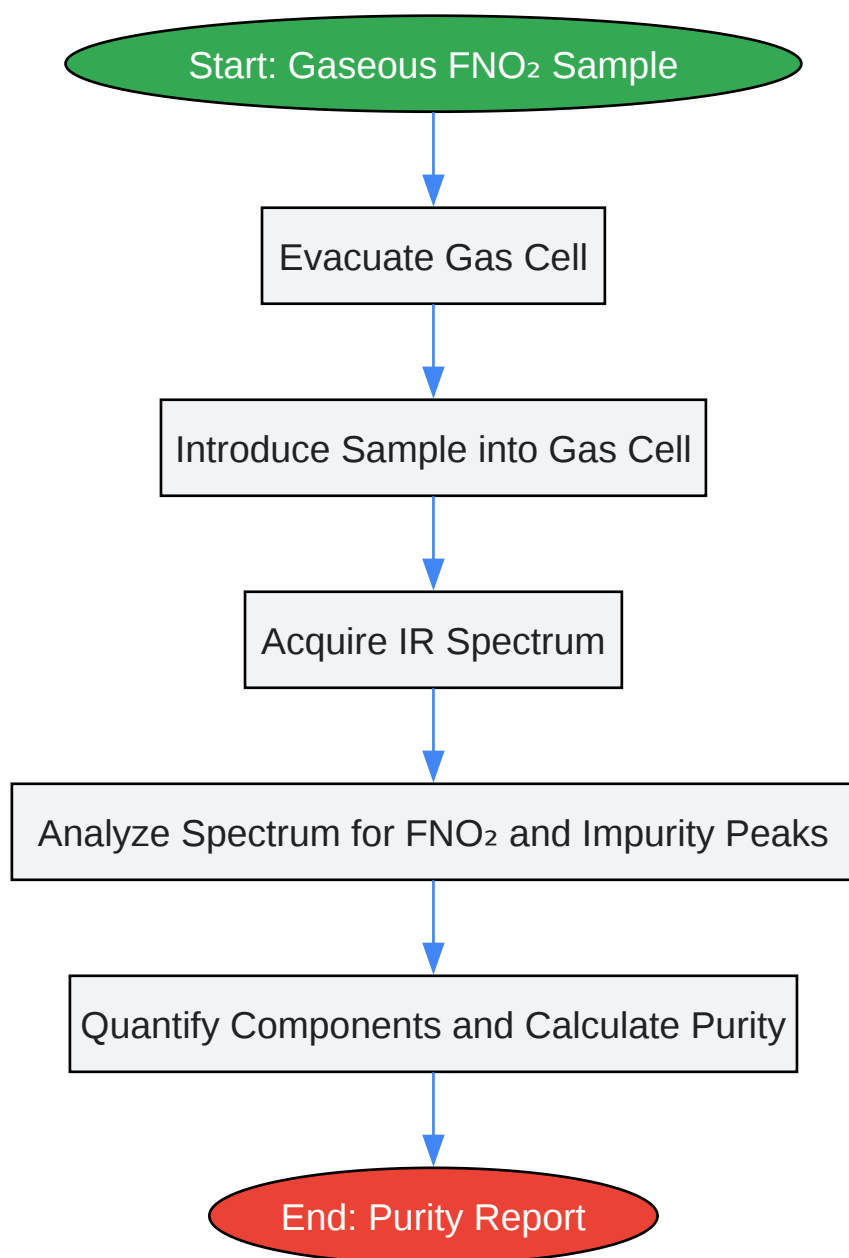 Start: Gaseous FNO₂ Sample
Evacuate Gas Cell
Introduce Sample into Gas Cell
Acquire IR Spectrum
Analyze Spectrum for FNO₂ and Impurity Peaks
Quantify Components and Calculate Purity
End: Purity Report